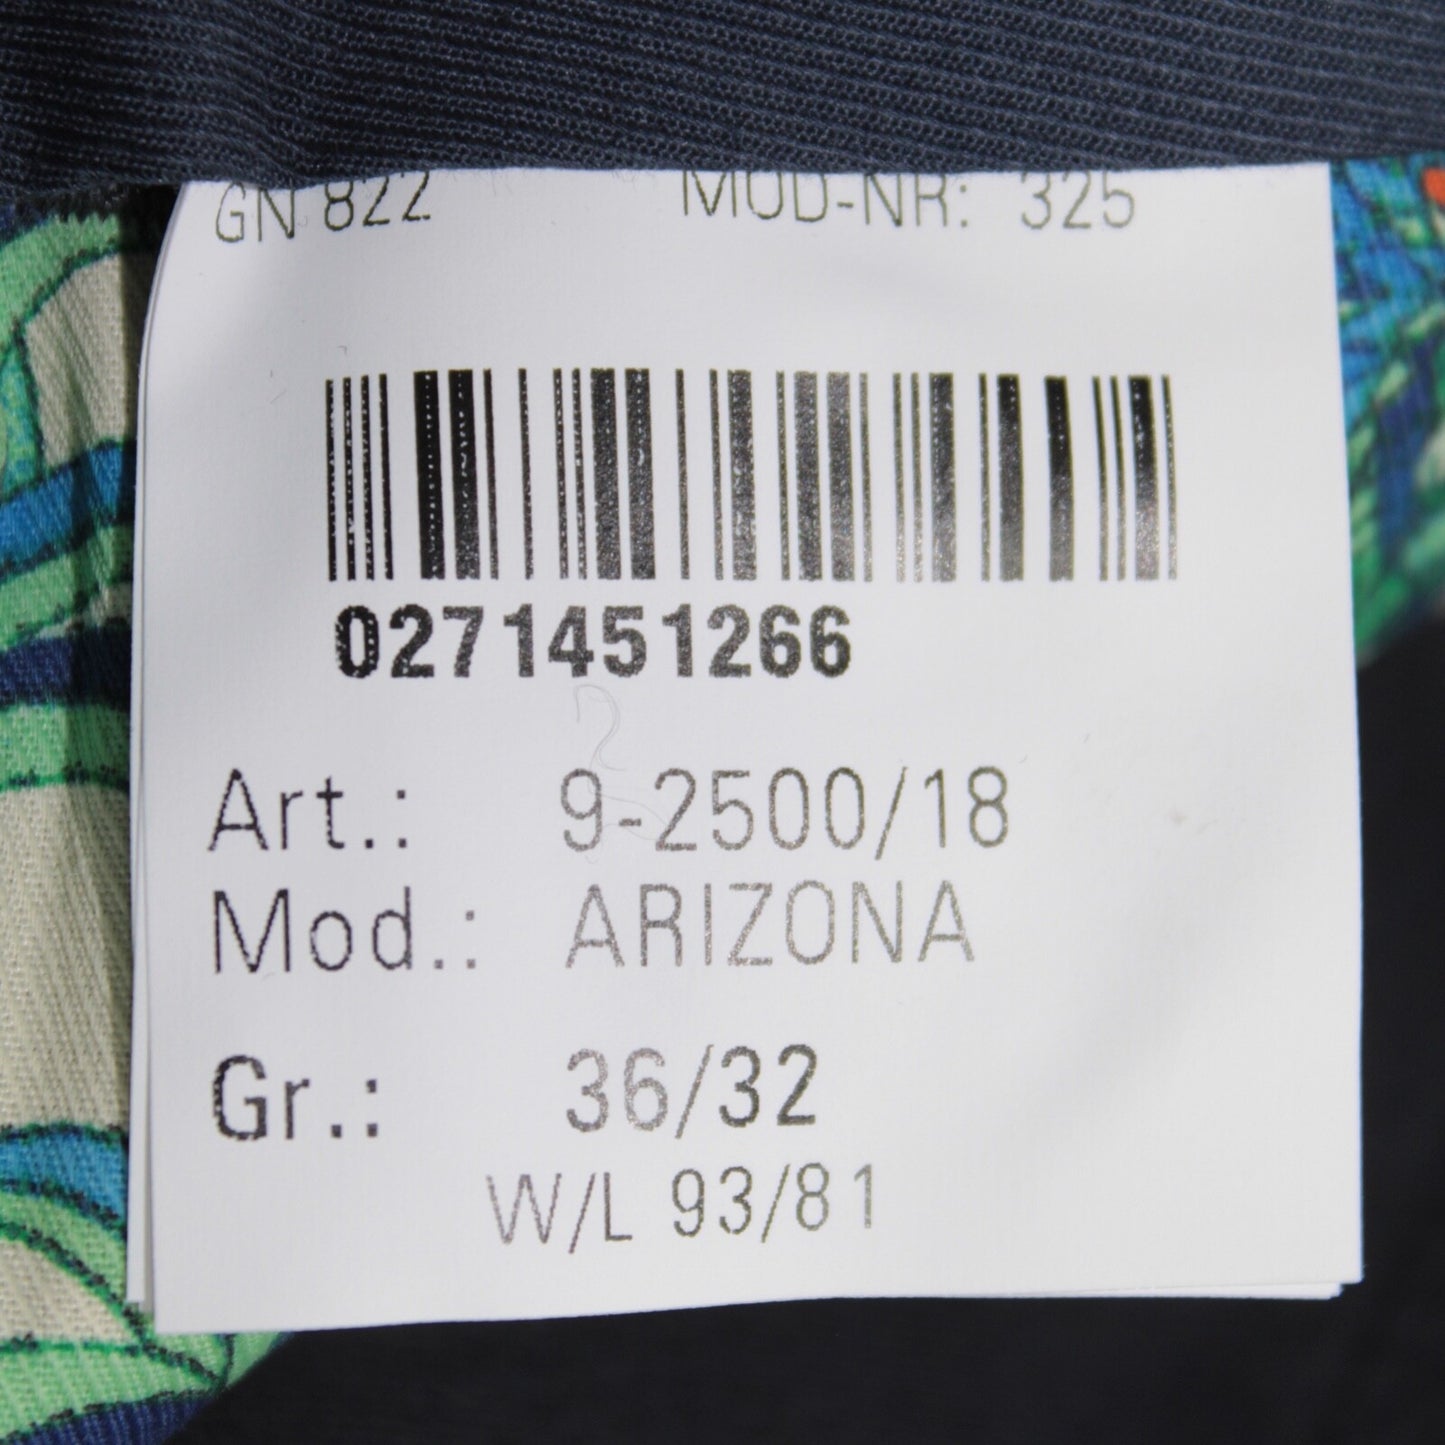 GN 822 MOD-NR: 325
0271451266
Art.: 9-2500/18
Mod.: ARIZONA
Gr.: 36/32
W/L 93/81